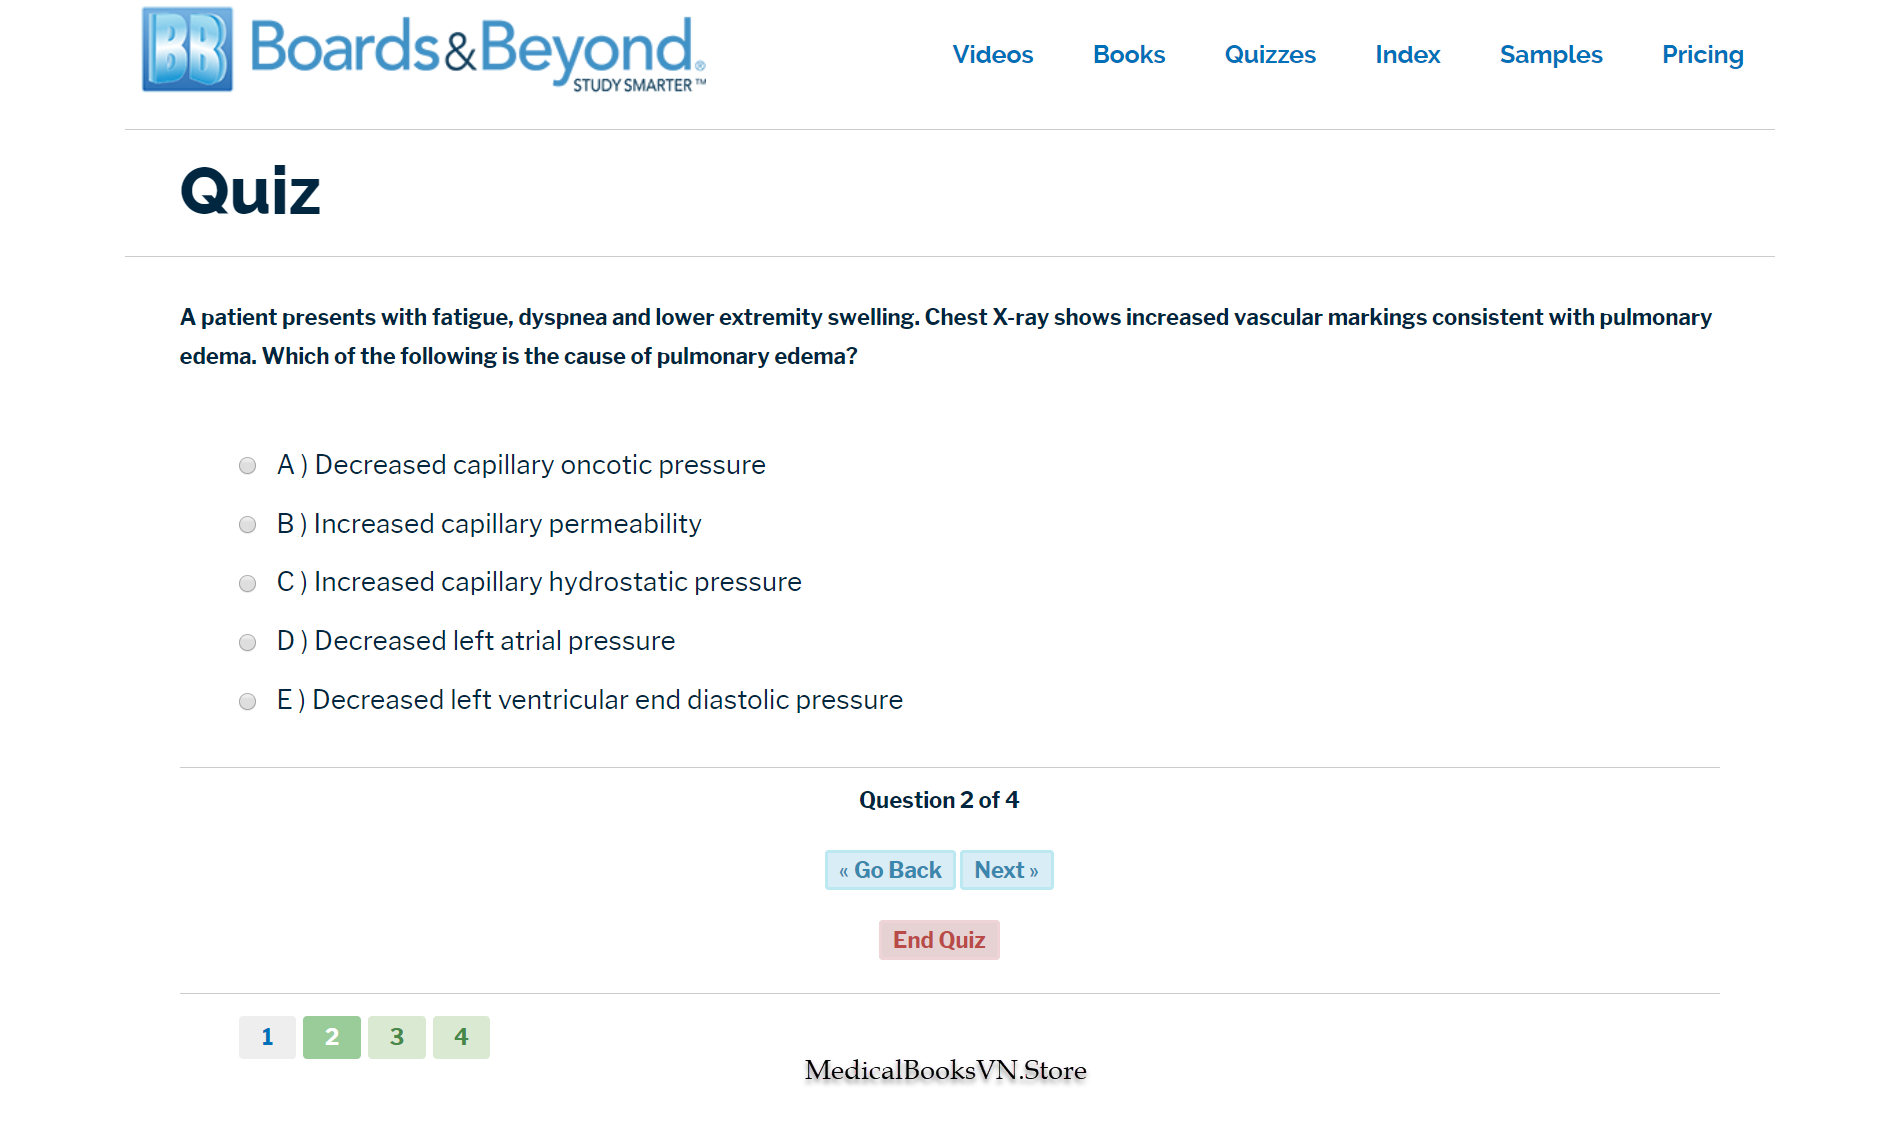 BB Boards&Beyond®
STUDY SMARTER™
Videos Books Quizzes Index Samples Pricing
Quiz
A patient presents with fatigue, dyspnea and lower extremity swelling. Chest X-ray shows increased vascular markings consistent with pulmonary
edema. Which of the following is the cause of pulmonary edema?
A ) Decreased capillary oncotic pressure
B ) Increased capillary permeability
C ) Increased capillary hydrostatic pressure
D ) Decreased left atrial pressure
E ) Decreased left ventricular end diastolic pressure
Question 2 of 4
« Go Back Next »
End Quiz
1 2 3 4
MedicalBooksVN.Store